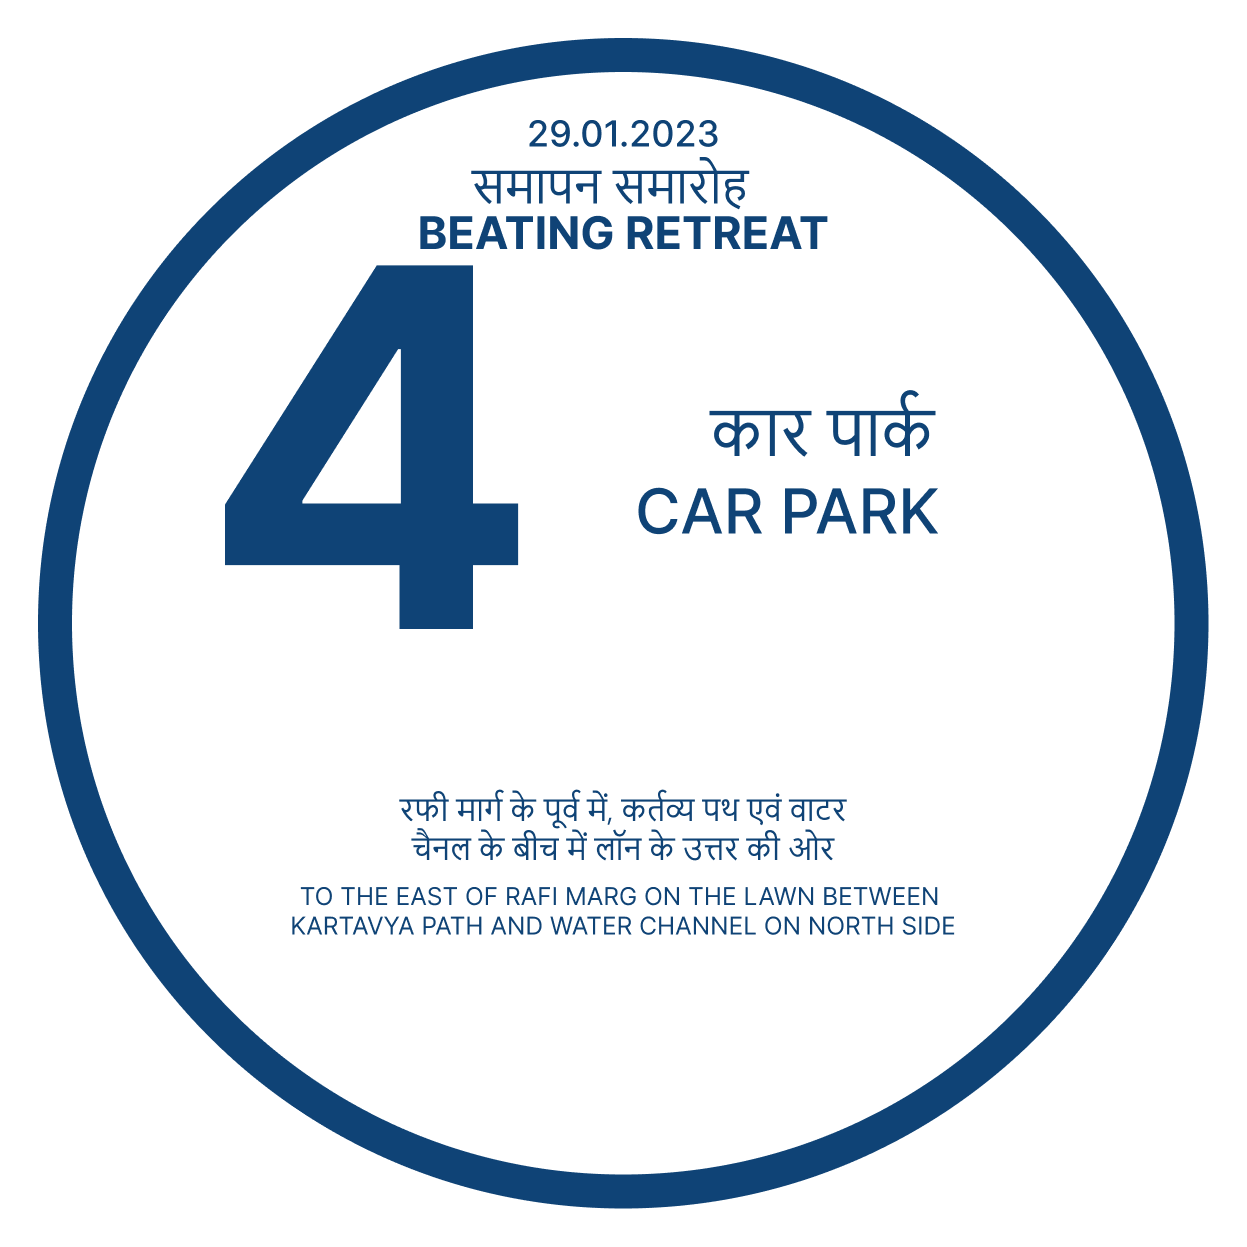 29.01.2023
समापन समारोह
BEATING RETREAT
4
कार पार्क
CAR PARK
रफी मार्ग के पूर्व में, कर्तव्य पथ एवं वाटर
चैनल के बीच में लॉन के उत्तर की ओर
TO THE EAST OF RAFI MARG ON THE LAWN BETWEEN
KARTAVYA PATH AND WATER CHANNEL ON NORTH SIDE